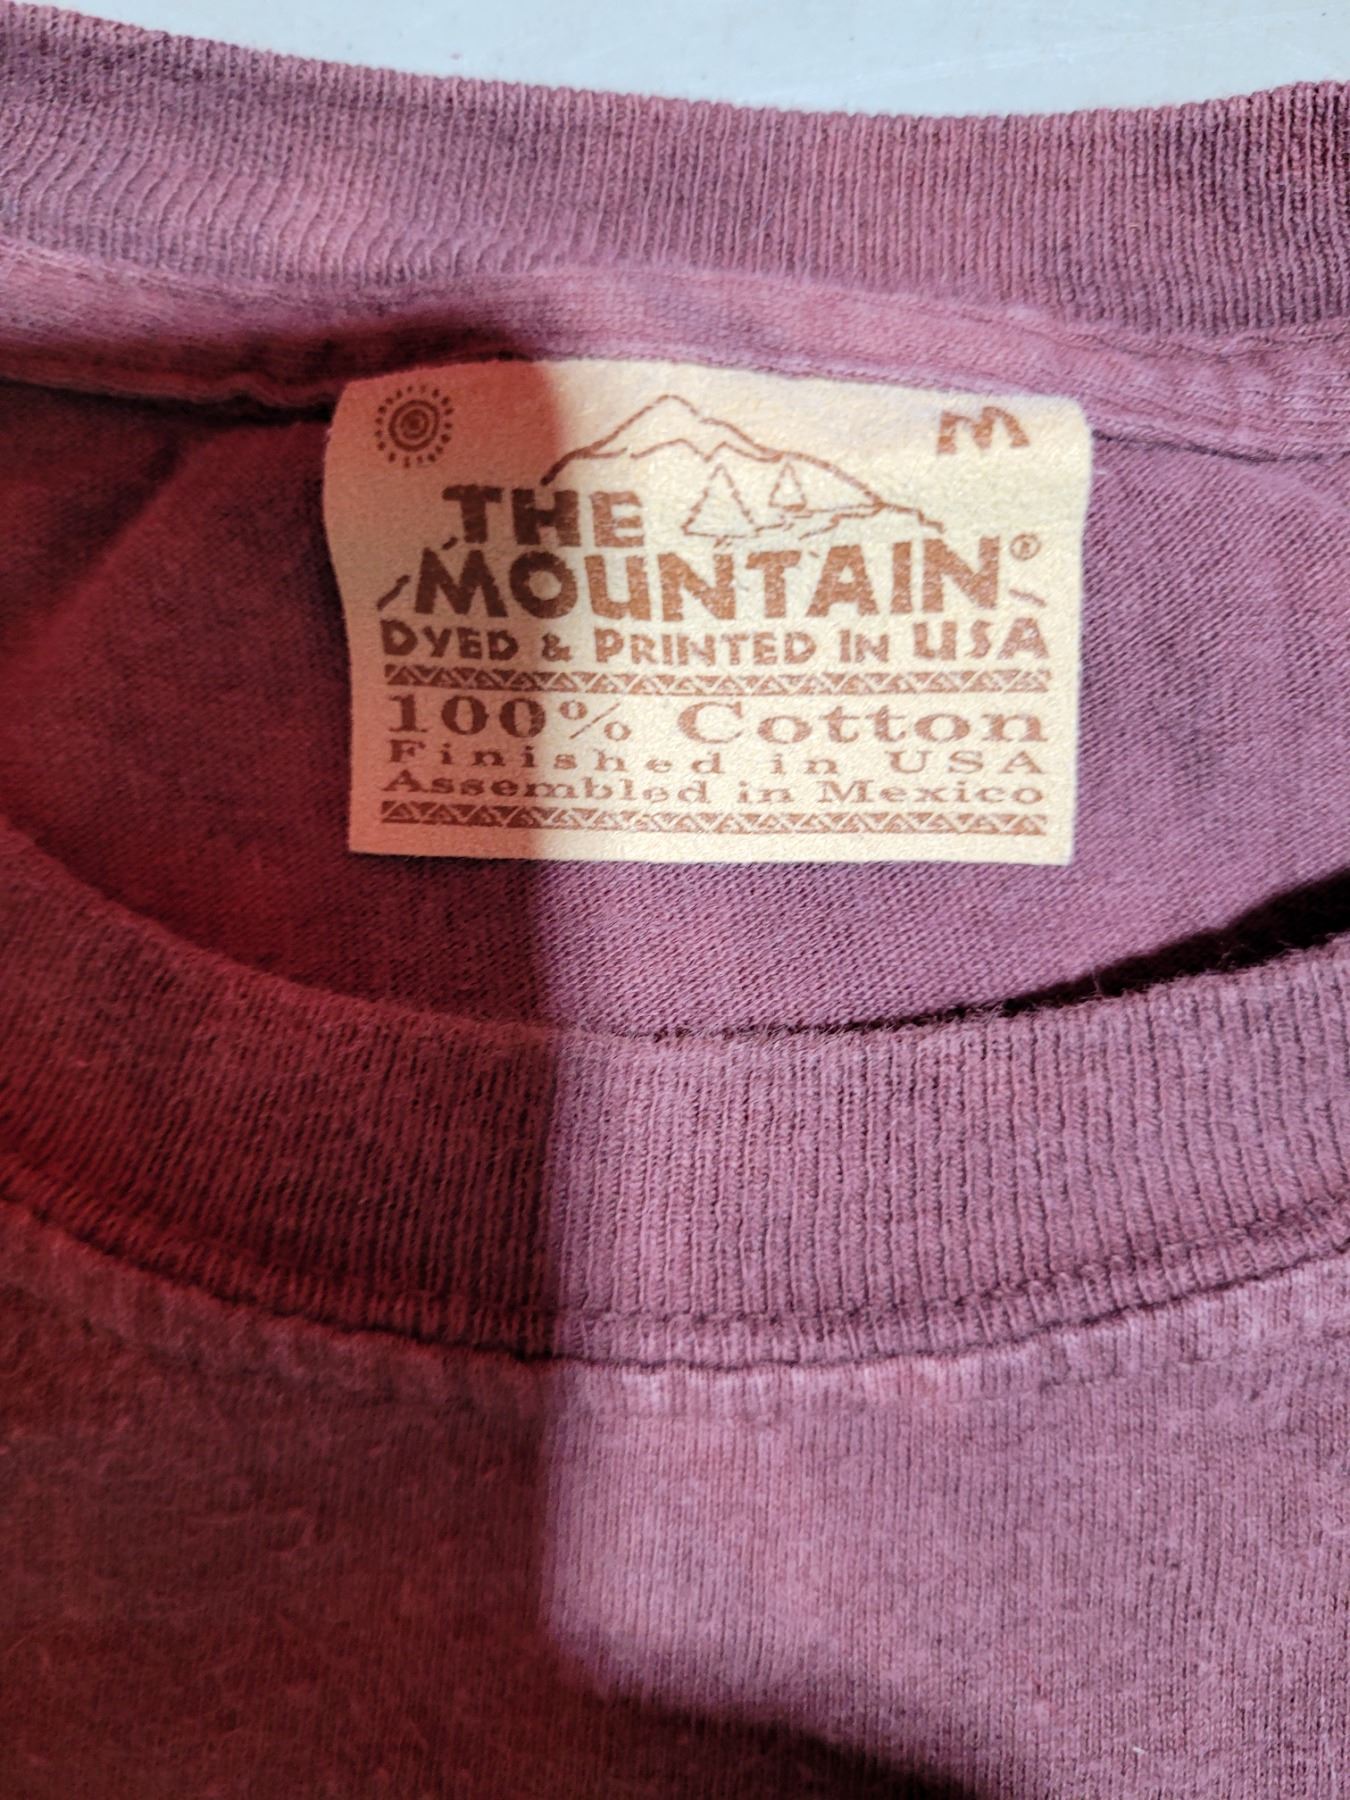 M
THE
MOUNTAIN®
DYED & PRINTED IN USA
100% Cotton
Finished in USA
Assembled in Mexico